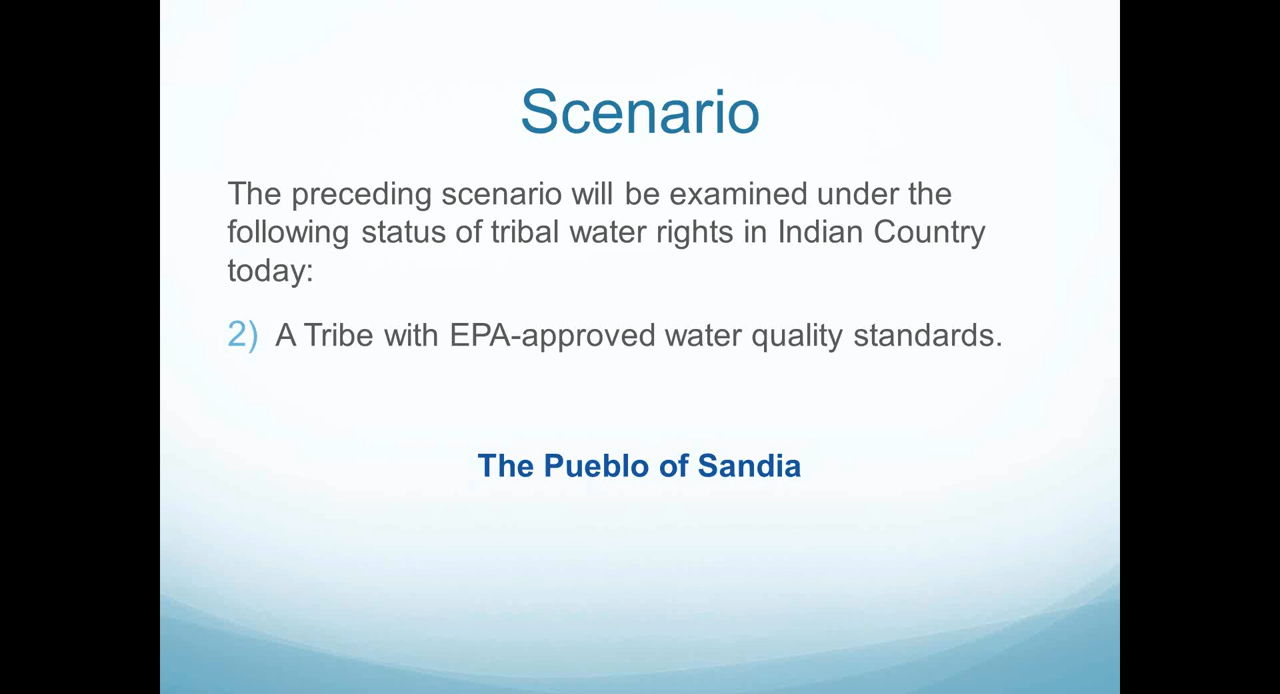 Scenario
The preceding scenario will be examined under the
following status of tribal water rights in Indian Country
today:
2) A Tribe with EPA-approved water quality standards.
The Pueblo of Sandia